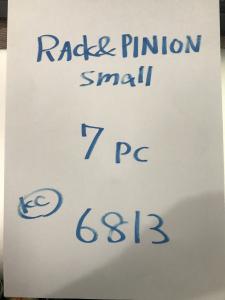 Rack & PINION
small
7 PC
KC
6813